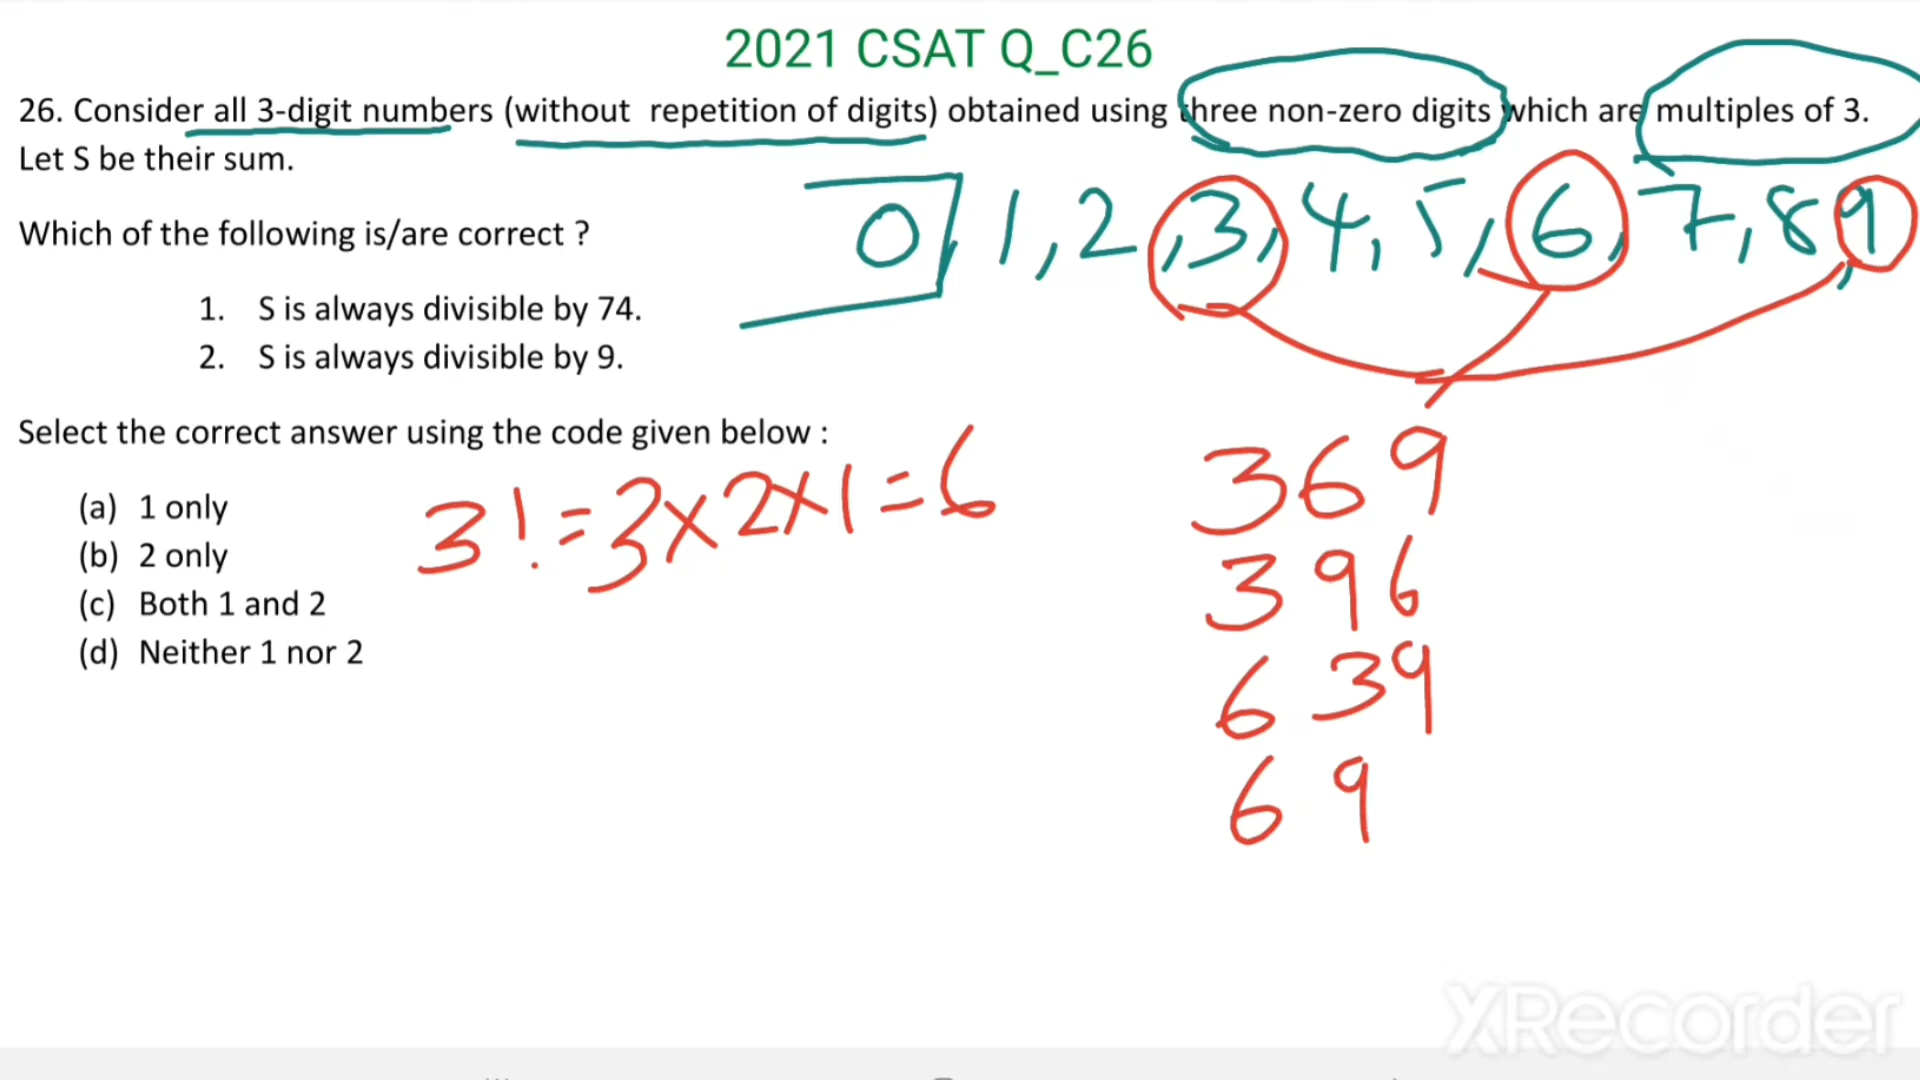 2021 CSAT Q_C26
26. Consider all 3-digit numbers (without repetition of digits) obtained using three non-zero digits which are multiples of 3.
Let S be their sum.
0, 1, 2, 3, 4, 5, 6, 7, 8, 9
Which of the following is/are correct ?
1. S is always divisible by 74.
2. S is always divisible by 9.
Select the correct answer using the code given below :
(a) 1 only
(b) 2 only
(c) Both 1 and 2
(d) Neither 1 nor 2
3! = 3x2x1 = 6
369
396
639
69
XRecorder